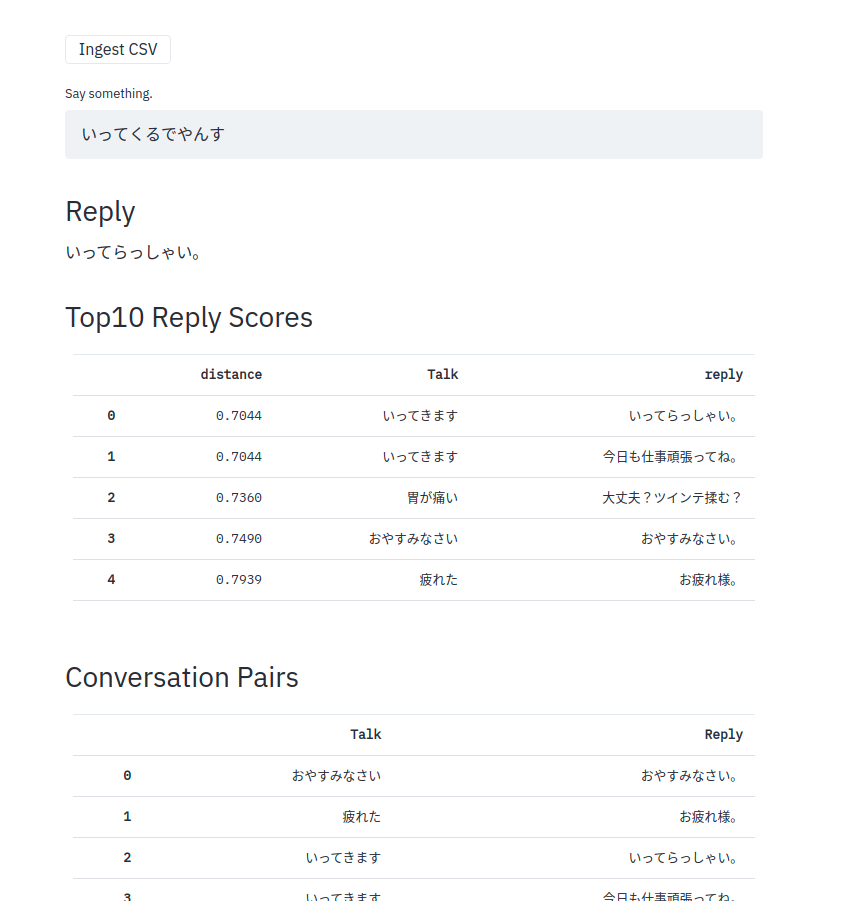 Ingest CSV
Say something.
いってくるでやんす
Reply
いってらっしゃい。
Top10 Reply Scores
distance Talk reply
0 0.7044 いってきます いってらっしゃい。
1 0.7044 いってきます 今日も仕事頑張ってね。
2 0.7360 胃が痛い 大丈夫？ツインテ揉む？
3 0.7490 おやすみなさい おやすみなさい。
4 0.7939 疲れた お疲れ様。
Conversation Pairs
Talk Reply
0 おやすみなさい おやすみなさい。
1 疲れた お疲れ様。
2 いってきます いってらっしゃい。
3 いってきます 今日も仕事頑張ってね。